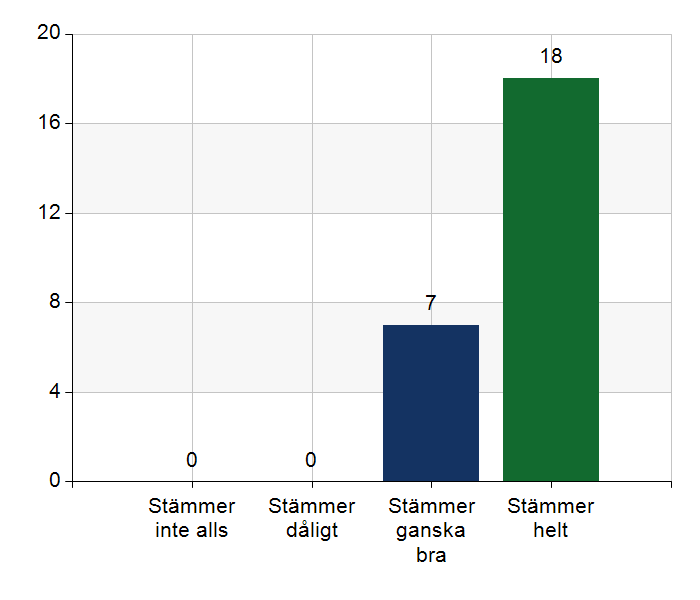 20
18
16
12
8
7
4
0
0
0
Stämmer
inte alls
Stämmer
dåligt
Stämmer
ganska
bra
Stämmer
helt